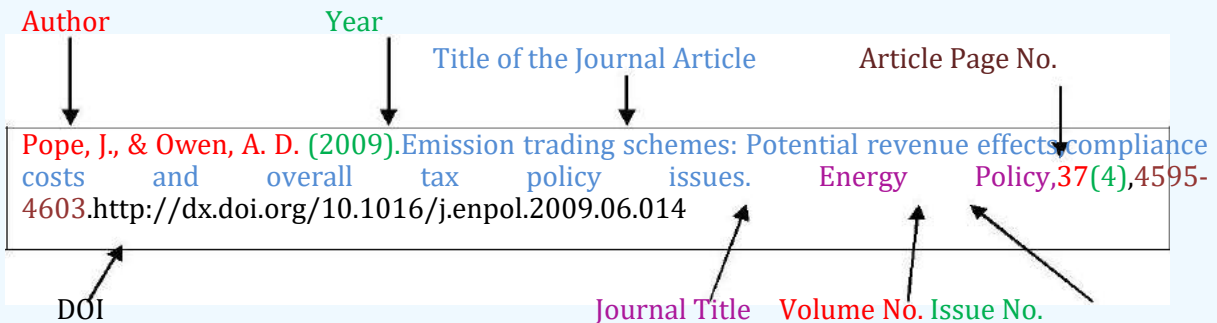 Author Year
Title of the Journal Article Article Page No.
Pope, J., & Owen, A. D. (2009).Emission trading schemes: Potential revenue effects,compliance
costs and overall tax policy issues. Energy Policy,37(4),4595-
4603.http://dx.doi.org/10.1016/j.enpol.2009.06.014
DOI Journal Title Volume No. Issue No.